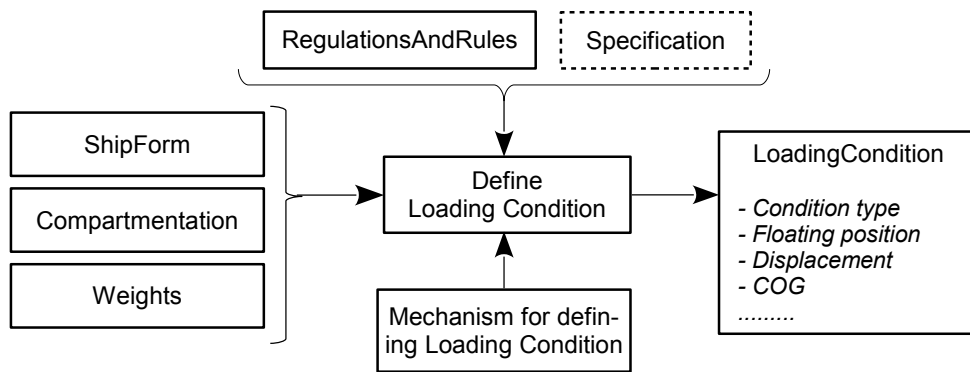 RegulationsAndRules
Specification
ShipForm
Compartmentation
Weights
Define
Loading Condition
Mechanism for defin-
ing Loading Condition
LoadingCondition
- Condition type
- Floating position
- Displacement
- COG
.........